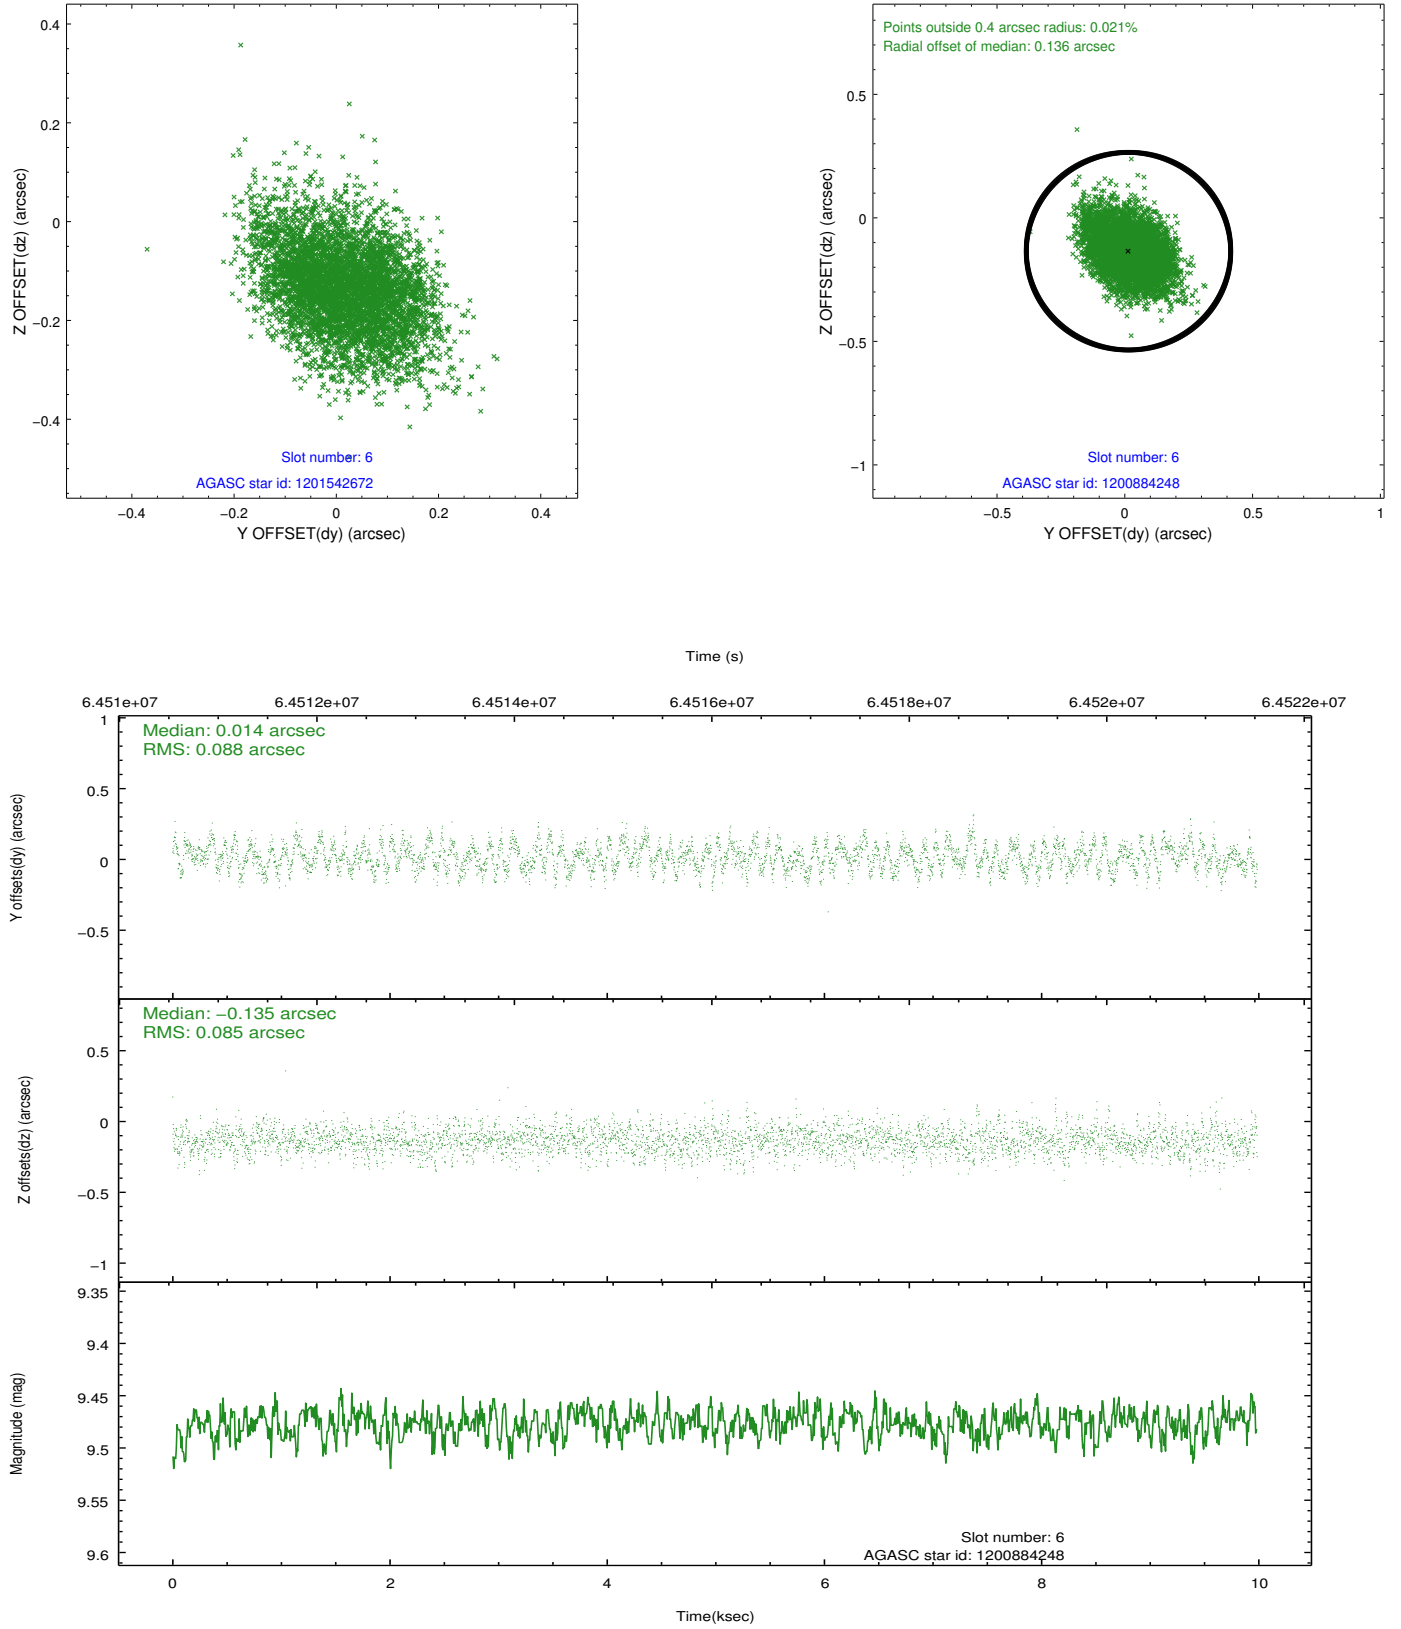 0.4
0.2
0
−0.2
−0.4
Z OFFSET(dz) (arcsec)
Slot number: 6
AGASC star id: 1201542672
−0.4 −0.2 0 0.2 0.4
Y OFFSET(dy) (arcsec)
Points outside 0.4 arcsec radius: 0.021%
Radial offset of median: 0.136 arcsec
0.5
0
−0.5
−1
Z OFFSET(dz) (arcsec)
Slot number: 6
AGASC star id: 1200884248
−0.5 0 0.5 1
Y OFFSET(dy) (arcsec)
Time (s)
6.451e+07 6.4512e+07 6.4514e+07 6.4516e+07 6.4518e+07 6.452e+07 6.4522e+07
Median: 0.014 arcsec
RMS: 0.088 arcsec
1
0.5
0
−0.5
Y offsets(dy) (arcsec)
Median: −0.135 arcsec
RMS: 0.085 arcsec
0.5
0
−0.5
−1
Z offsets(dz) (arcsec)
9.35
9.4
9.45
9.5
9.55
9.6
Magnitude (mag)
Slot number: 6
AGASC star id: 1200884248
0 2 4 6 8 10
Time(ksec)